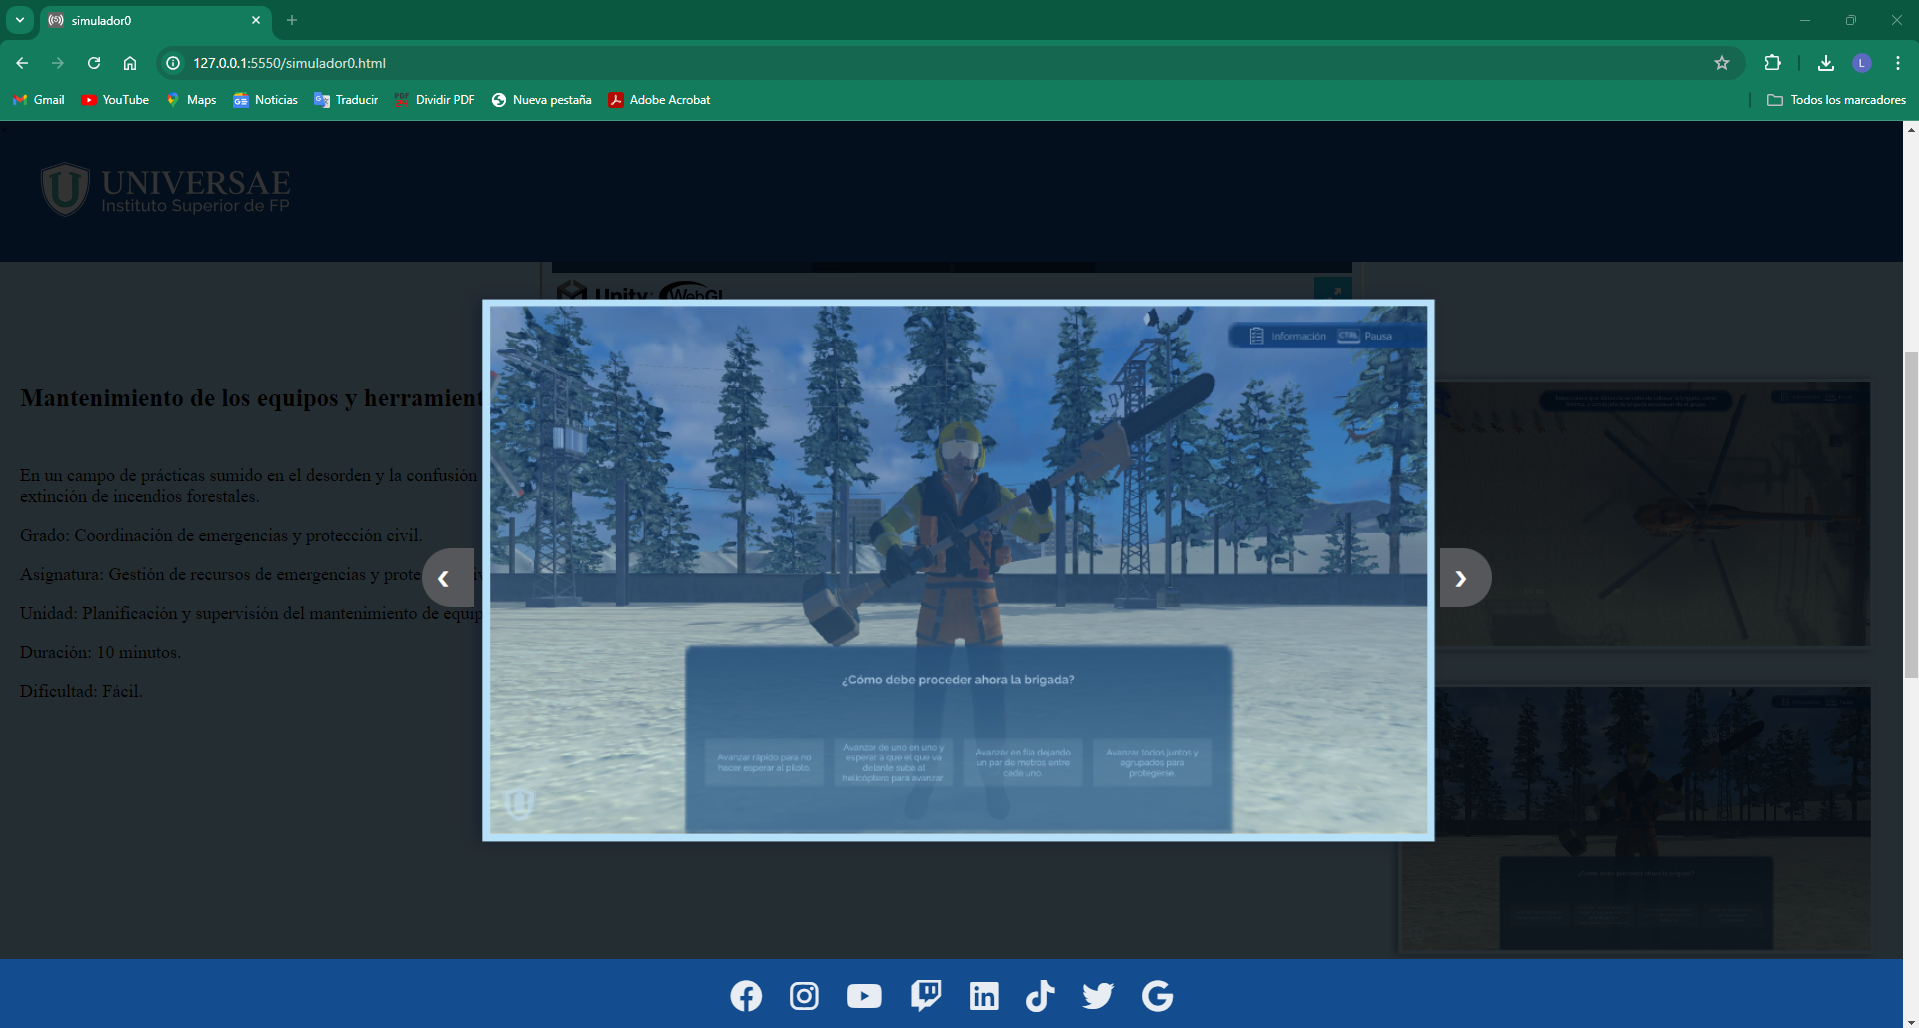 simulador0
127.0.0.1:5550/simulador0.html
Gmail YouTube Maps Noticias Traducir Dividir PDF Nueva pestaña Adobe Acrobat Todos los marcadores
UNIVERSAE
Instituto Superior de FP
Unity WebGL
Información CTRL Pausa
Mantenimiento de los equipos y herramient
En un campo de prácticas sumido en el desorden y la confusión
extinción de incendios forestales.
Grado: Coordinación de emergencias y protección civil.
Asignatura: Gestión de recursos de emergencias y prote
Unidad: Planificación y supervisión del mantenimiento de equip
Duración: 10 minutos.
Dificultad: Fácil.
¿Cómo debe proceder ahora la brigada?
Avanzar rápido para no
hacer esperar al piloto
Avanzar de uno en uno y
esperar a que el que va
delante suba al
helicóptero para avanzar
Avanzar en fila dejando
un par de metros entre
cada uno
Avanzar todos juntos y
agrupados para
protegerse